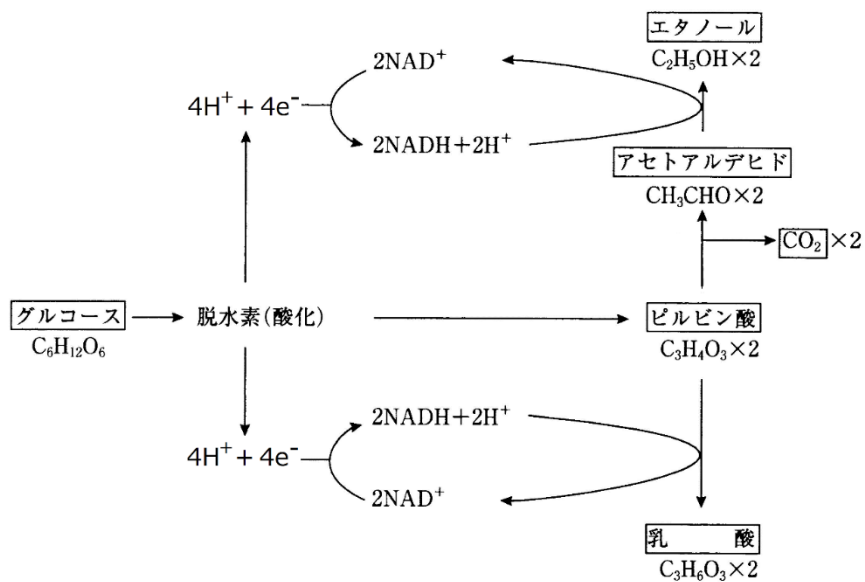 エタノール
C₂H₅OH×2
2NAD⁺
4H⁺+4e⁻
2NADH+2H⁺
アセトアルデヒド
CH₃CHO×2
CO₂×2
グルコース
C₆H₁₂O₆
脱水素(酸化)
ピルビン酸
C₃H₄O₃×2
2NADH+2H⁺
4H⁺+4e⁻
2NAD⁺
乳酸
C₃H₆O₃×2